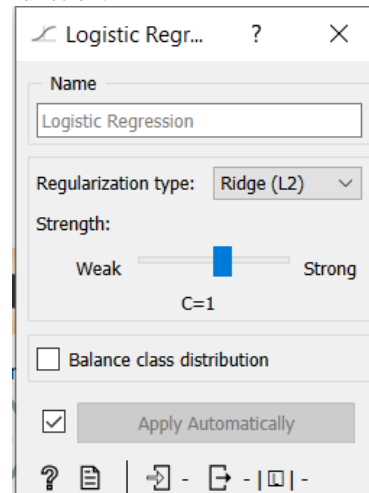 Logistic Regr... ? ×
Name
Logistic Regression
Regularization type: Ridge (L2)
Strength:
Weak Strong
C=1
Balance class distribution
Apply Automatically
? - - | -